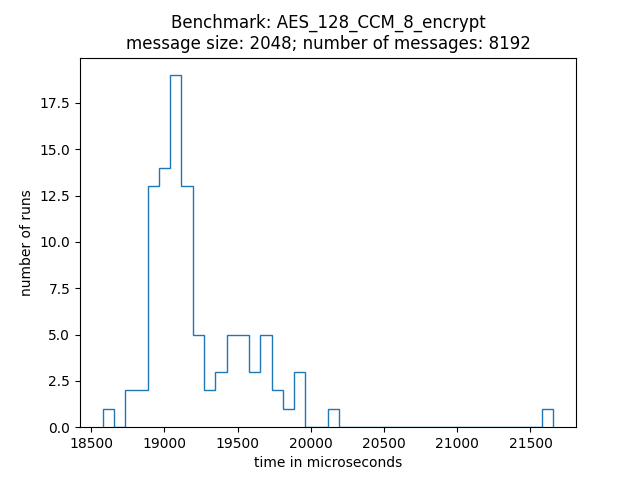 Benchmark: AES_128_CCM_8_encrypt
message size: 2048; number of messages: 8192
number of runs
17.5
15.0
12.5
10.0
7.5
5.0
2.5
0.0
18500 19000 19500 20000 20500 21000 21500
time in microseconds